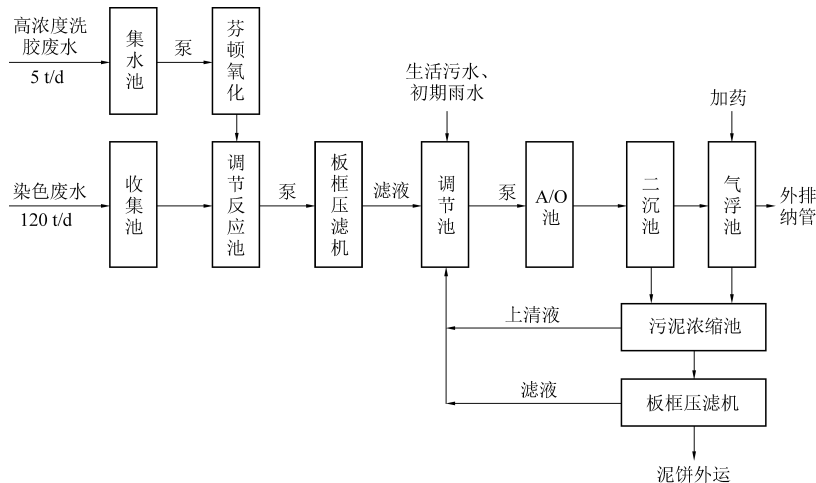 高浓度洗
胶废水
5 t/d
集水池
泵
芬顿氧化
生活污水、
初期雨水
加药
染色废水
120 t/d
收集池
调节反应池
泵
板框压滤机
滤液
调节池
泵
A/O
池
二沉池
气浮池
外排
纳管
上清液
污泥浓缩池
滤液
板框压滤机
泥饼外运